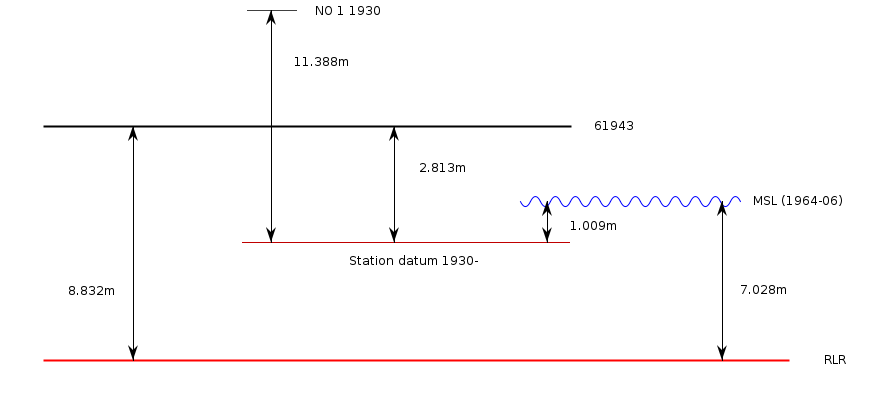 NO 1 1930
11.388m
61943
2.813m
MSL (1964-06)
1.009m
Station datum 1930-
8.832m
7.028m
RLR